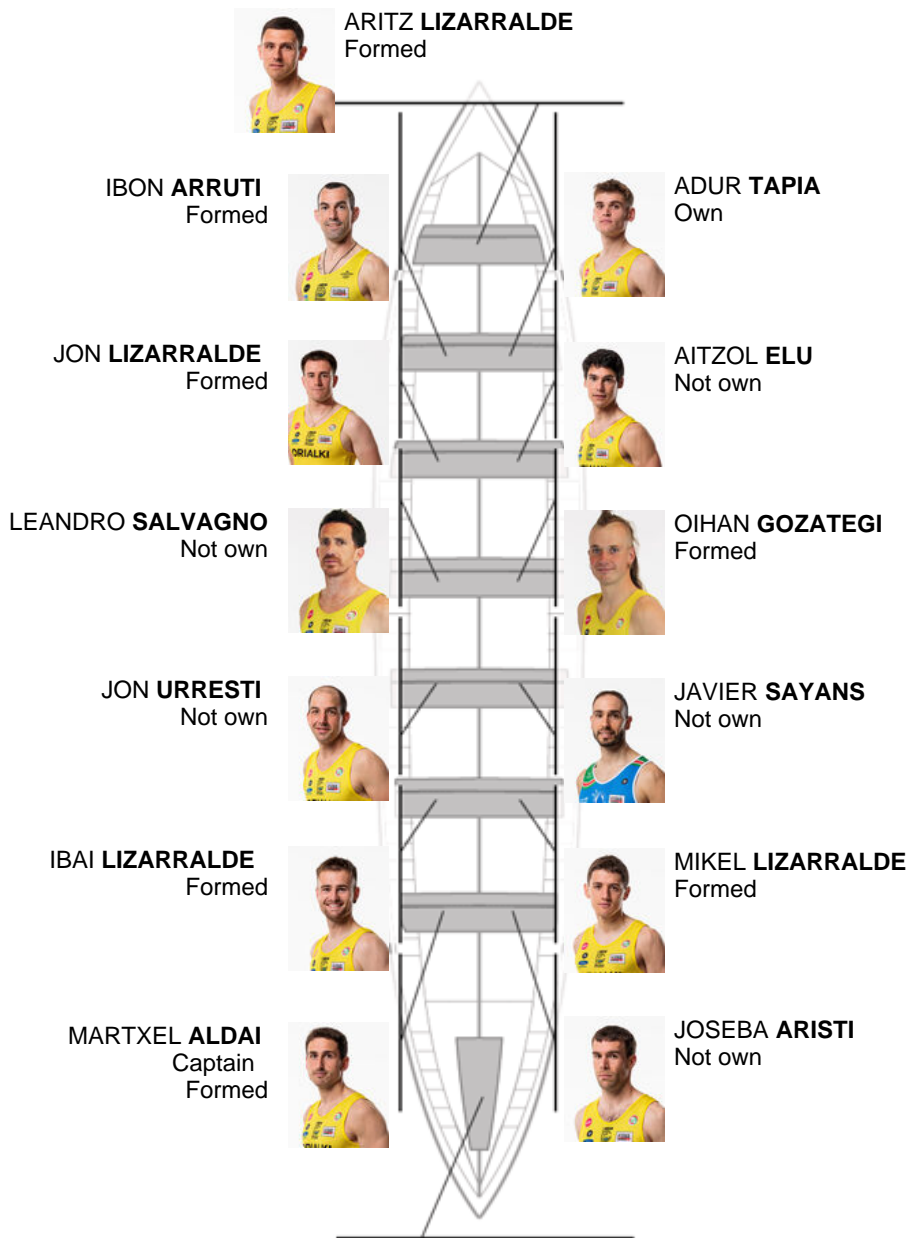 ARITZ LIZARRALDE
Formed
IBON ARRUTI
Formed
ADUR TAPIA
Own
JON LIZARRALDE
Formed
AITZOL ELU
Not own
LEANDRO SALVAGNO
Not own
OIHAN GOZATEGI
Formed
JON URRESTI
Not own
JAVIER SAYANS
Not own
IBAI LIZARRALDE
Formed
MIKEL LIZARRALDE
Formed
MARTXEL ALDAI
Captain
Formed
JOSEBA ARISTI
Not own